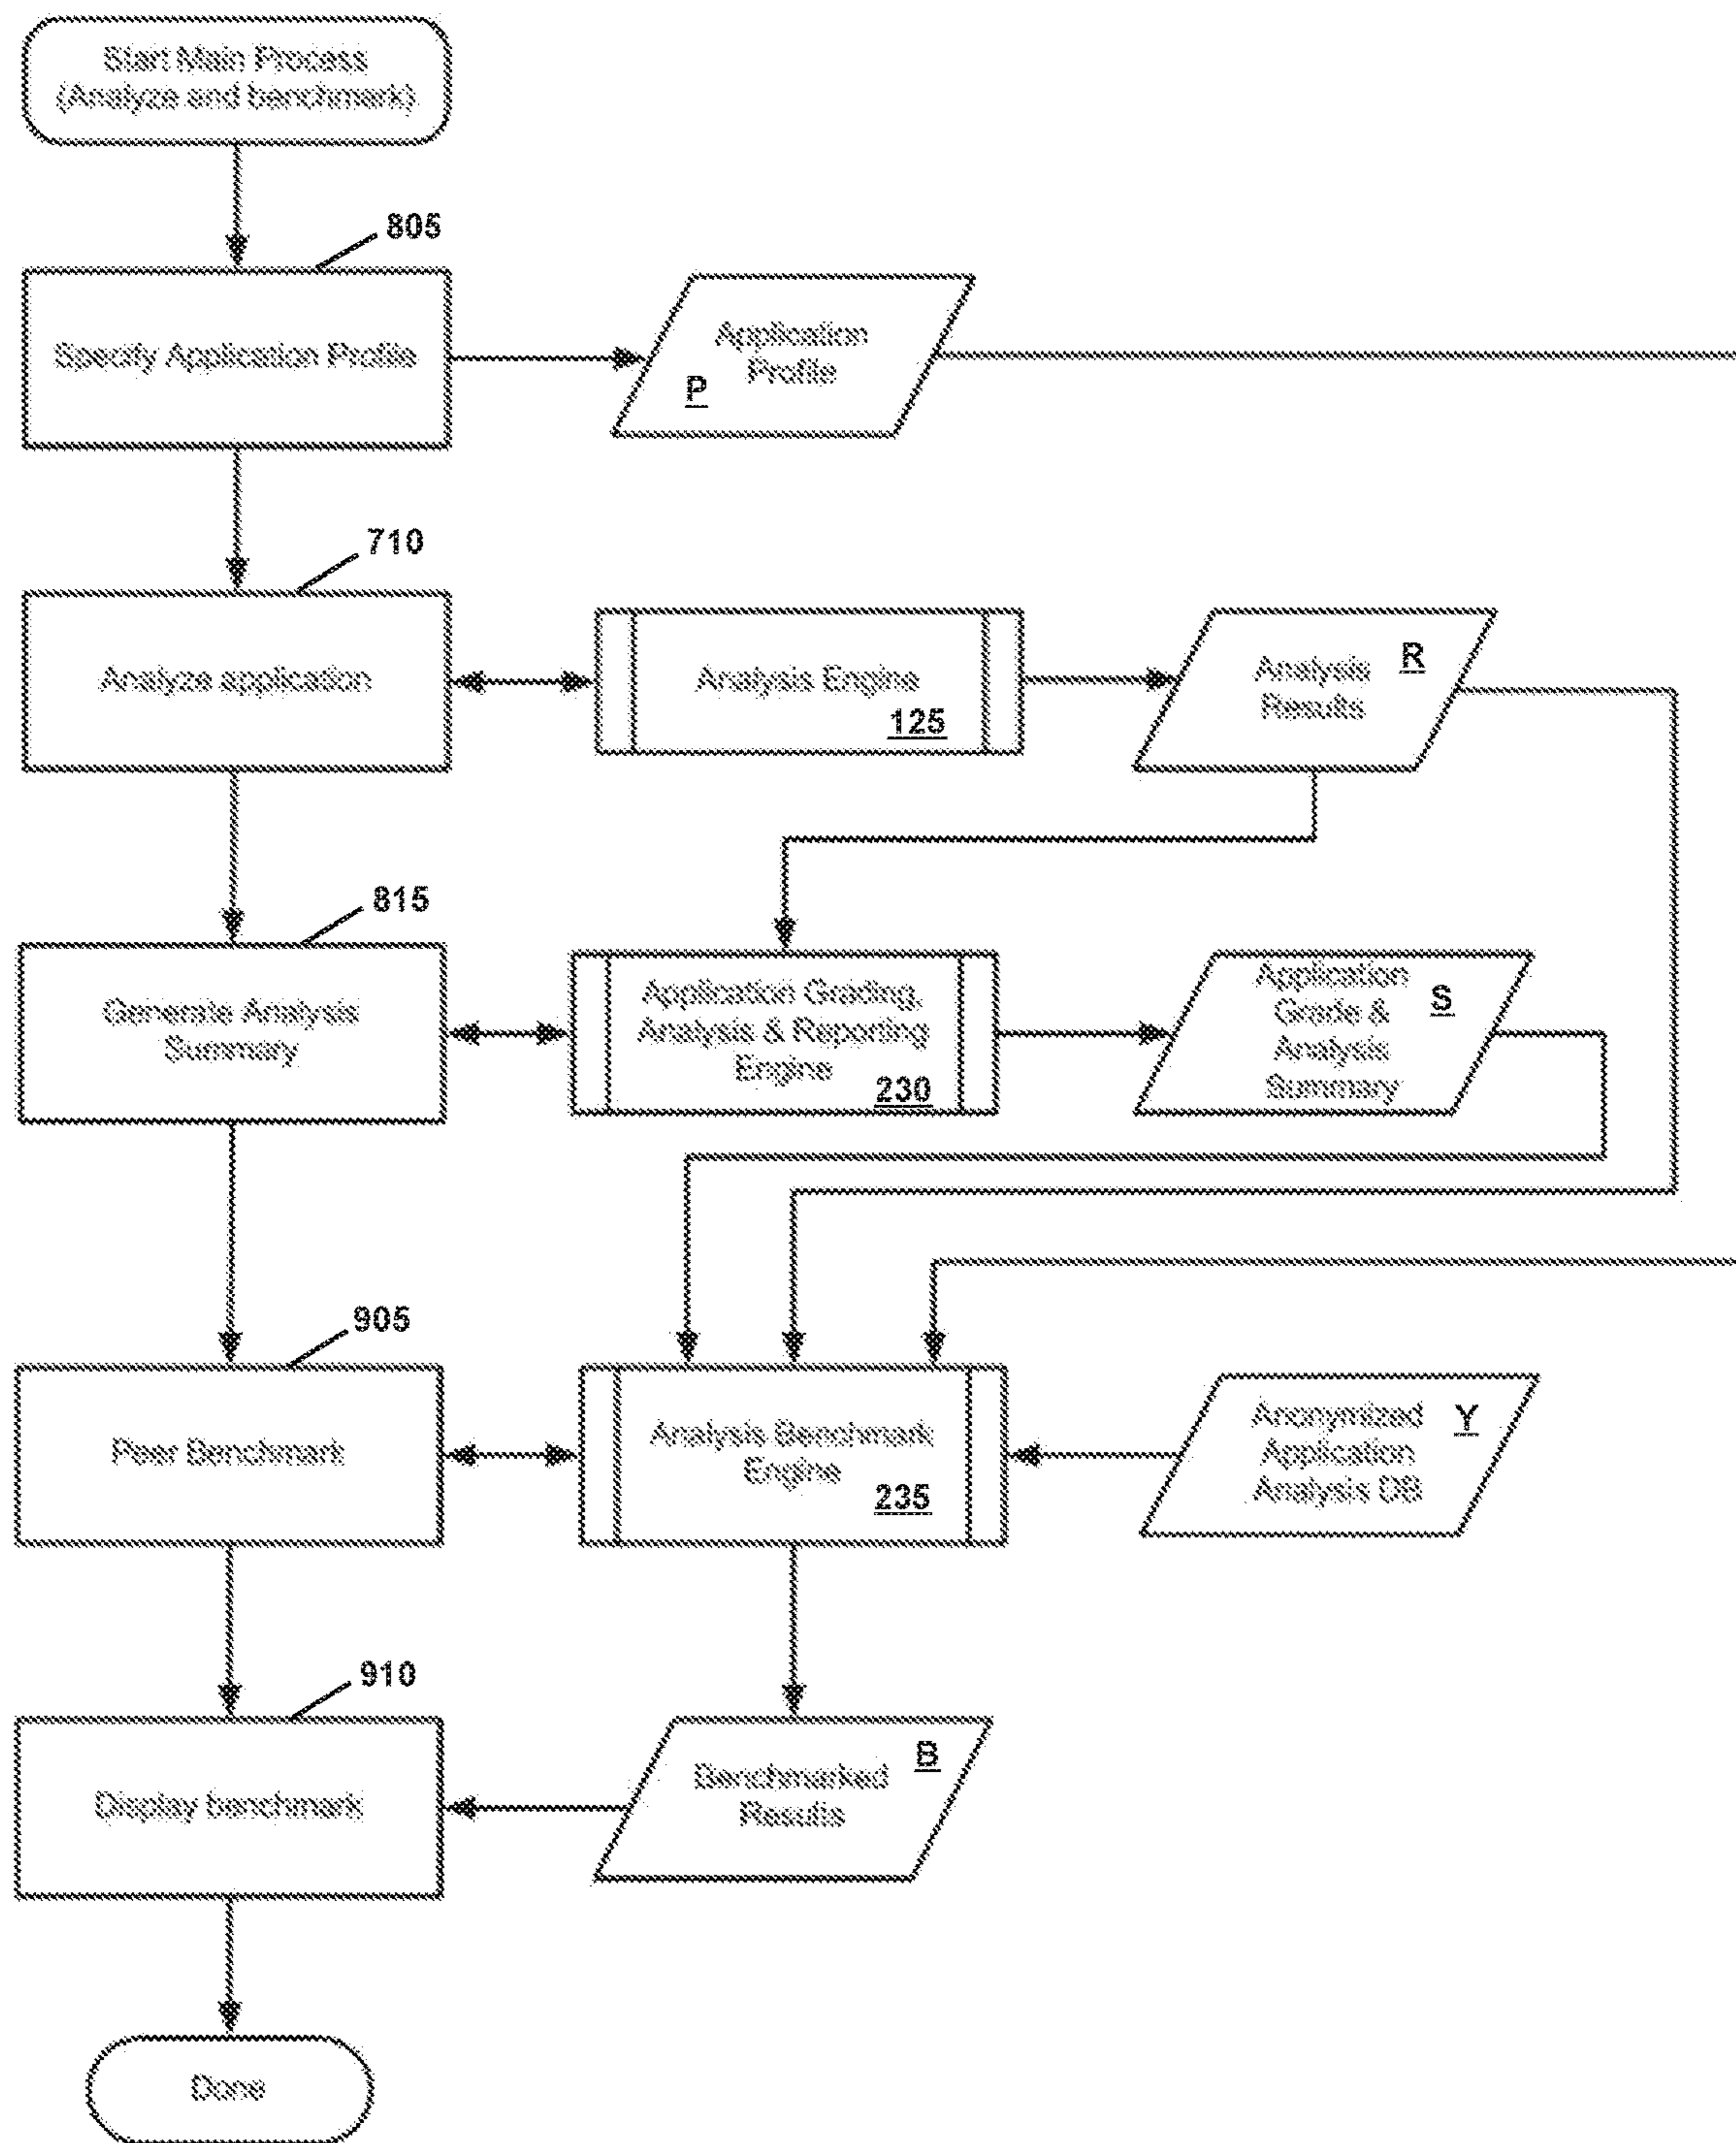 Start Main Process
(Analyze and benchmark)
805
Specify Application Profile
Application
Profile
P
710
Analyze application
Analysis Engine
125
Analysis
Results
R
815
Generate Analysis
Summary
Application Grading,
Analysis & Reporting
Engine
230
Application
Grade &
Analysis
Summary
S
905
Peer Benchmark
Analysis Benchmark
Engine
235
Anonymized
Application
Analysis DB
Y
910
Display benchmark
Benchmarked
Results
B
Done